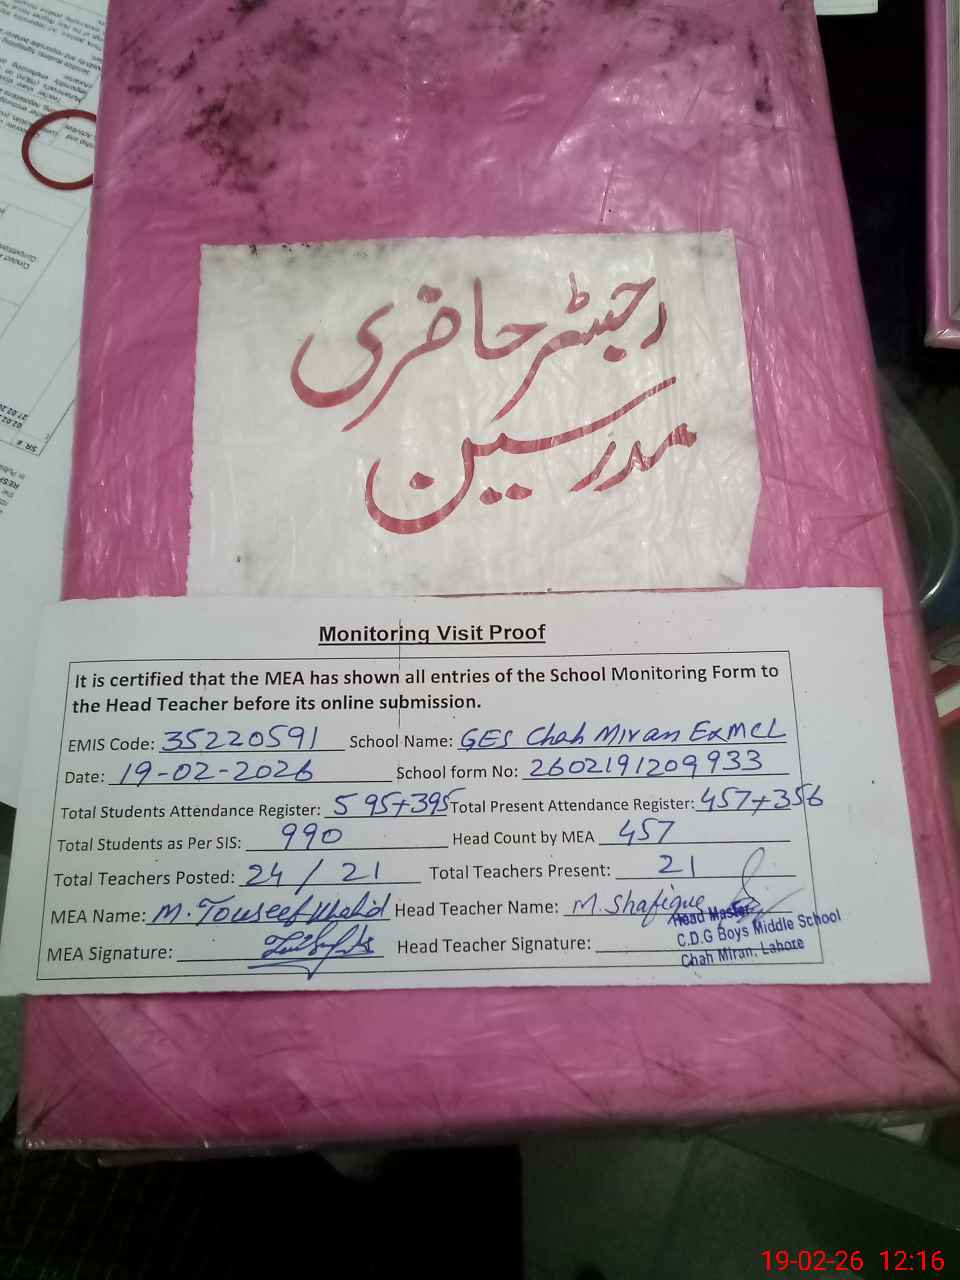 رجسٹر حاضری
مدرسین
Monitoring Visit Proof
It is certified that the MEA has shown all entries of the School Monitoring Form to
the Head Teacher before its online submission.
EMIS Code: 35220591 School Name: GES Chah Miran ExMCL
Date: 19-02-2026 School form No: 2602191209933
Total Students Attendance Register: 595+395 Total Present Attendance Register: 457+356
Total Students as Per SIS: 990 Head Count by MEA 457
Total Teachers Posted: 24 / 21 Total Teachers Present: 21
MEA Name: M. Touseef Khalid Head Teacher Name: M. Shafique
MEA Signature: Head Teacher Signature:
Head Master
C.D.G Boys Middle School
Chah Miran, Lahore
19-02-26 12:16